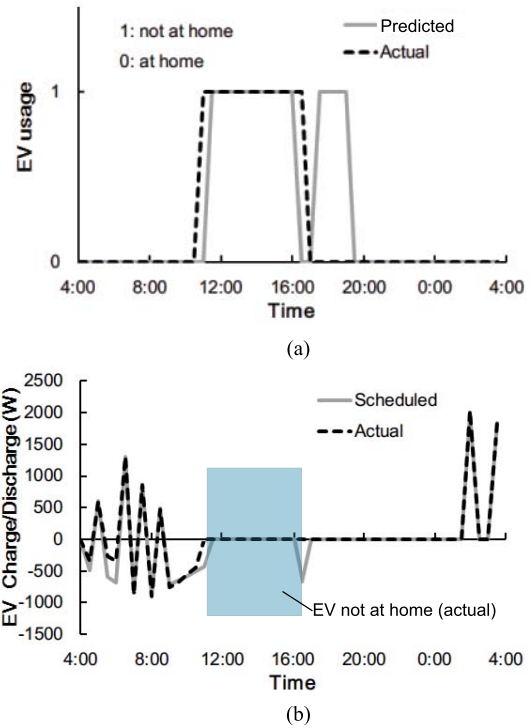 1: not at home
0: at home
Predicted
Actual
EV usage
1
0
4:00 8:00 12:00 16:00 20:00 0:00 4:00
Time
(a)
2500
2000
1500
1000
500
0
-500
-1000
-1500
EV Charge/Discharge (W)
Scheduled
Actual
EV not at home (actual)
4:00 8:00 12:00 16:00 20:00 0:00 4:00
Time
(b)